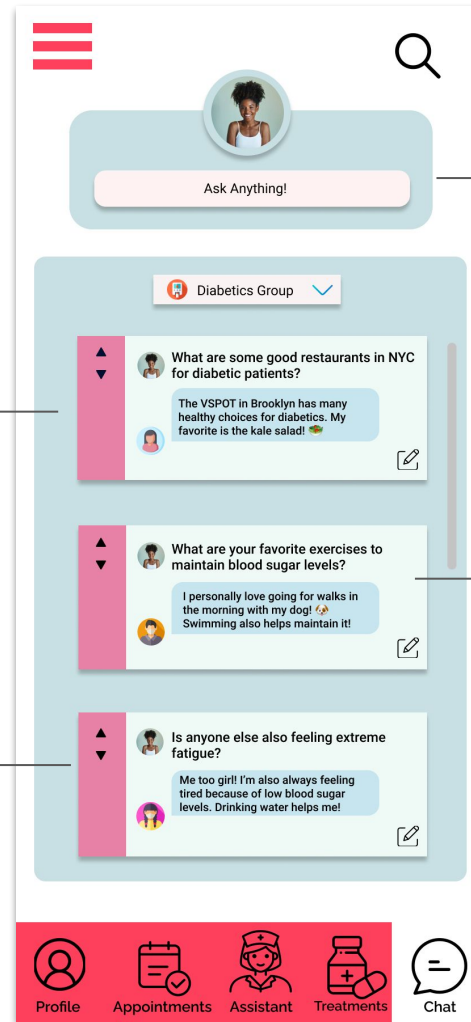 Ask Anything!
Diabetics Group
What are some good restaurants in NYC
for diabetic patients?
The VSPOT in Brooklyn has many
healthy choices for diabetics. My
favorite is the kale salad! 🥗
What are your favorite exercises to
maintain blood sugar levels?
I personally love going for walks in
the morning with my dog! 🐶
Swimming also helps maintain it!
Is anyone else also feeling extreme
fatigue?
Me too girl! I'm also always feeling
tired because of low blood sugar
levels. Drinking water helps me!
Profile Appointments Assistant Treatments Chat